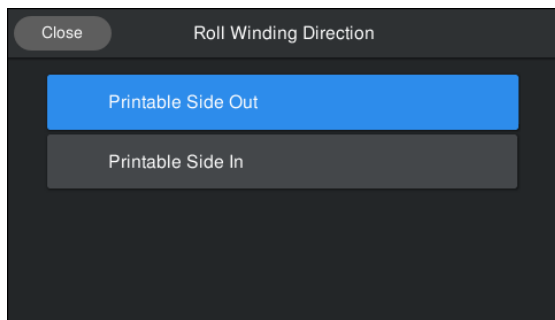 Close
Roll Winding Direction
Printable Side Out
Printable Side In